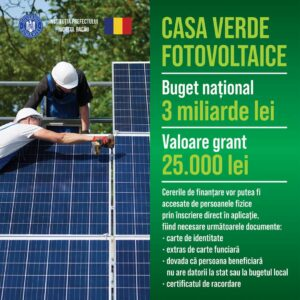 INSTITUȚIA PREFECTULUI
JUDEȚUL BACĂU
CASA VERDE
FOTOVOLTAICE
Buget național
3 miliarde lei
Valoare grant
25.000 lei
Cererile de finanțare vor putea fi
accesate de persoanele fizice
prin înscriere direct în aplicație,
fiind necesare următoarele documente:
• carte de identitate
• extras de carte funciară
• dovada că persoana beneficiară
nu are datorii la stat sau la bugetul local
• certificatul de racordare